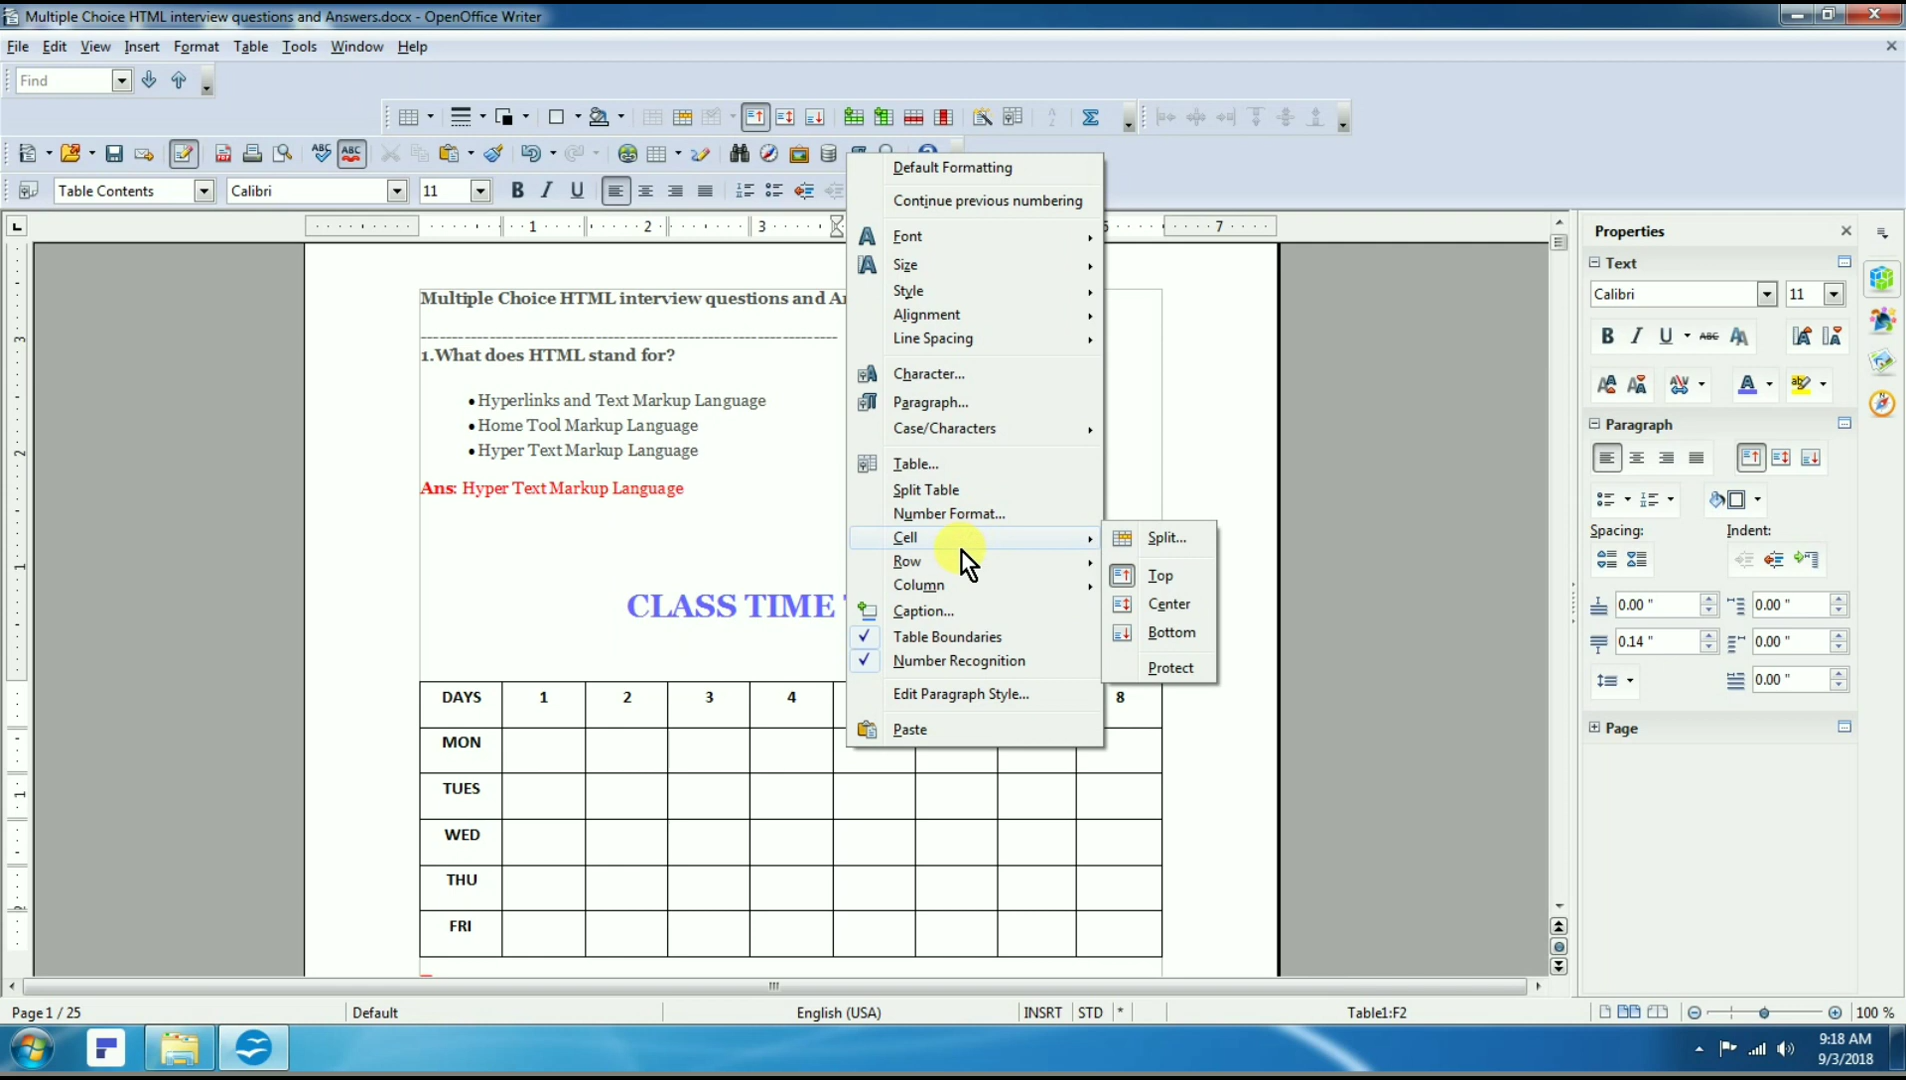 Multiple Choice HTML interview questions and Answers.docx - OpenOffice Writer
File Edit View Insert Format Table Tools Window Help
Find
Table Contents Calibri 11
1 2 3 7
Multiple Choice HTML interview questions and
1.What does HTML stand for?
Hyperlinks and Text Markup Language
Home Tool Markup Language
Hyper Text Markup Language
Ans: Hyper Text Markup Language
CLASS TIME
DAYS 1 2 3 4 8
MON
TUES
WED
THU
FRI
Default Formatting
Continue previous numbering
Font
Size
Style
Alignment
Line Spacing
Character...
Paragraph...
Case/Characters
Table...
Split Table
Number Format...
Cell
Row
Column
Caption...
Table Boundaries
Number Recognition
Edit Paragraph Style...
Paste
Split...
Top
Center
Bottom
Protect
Properties
Text
Calibri 11
Paragraph
Spacing: Indent:
0.00 " 0.00 "
0.14 " 0.00 "
0.00 "
Page
Page 1 / 25 Default English (USA) INSRT STD * Table1:F2 100 %
9:18 AM
9/3/2018